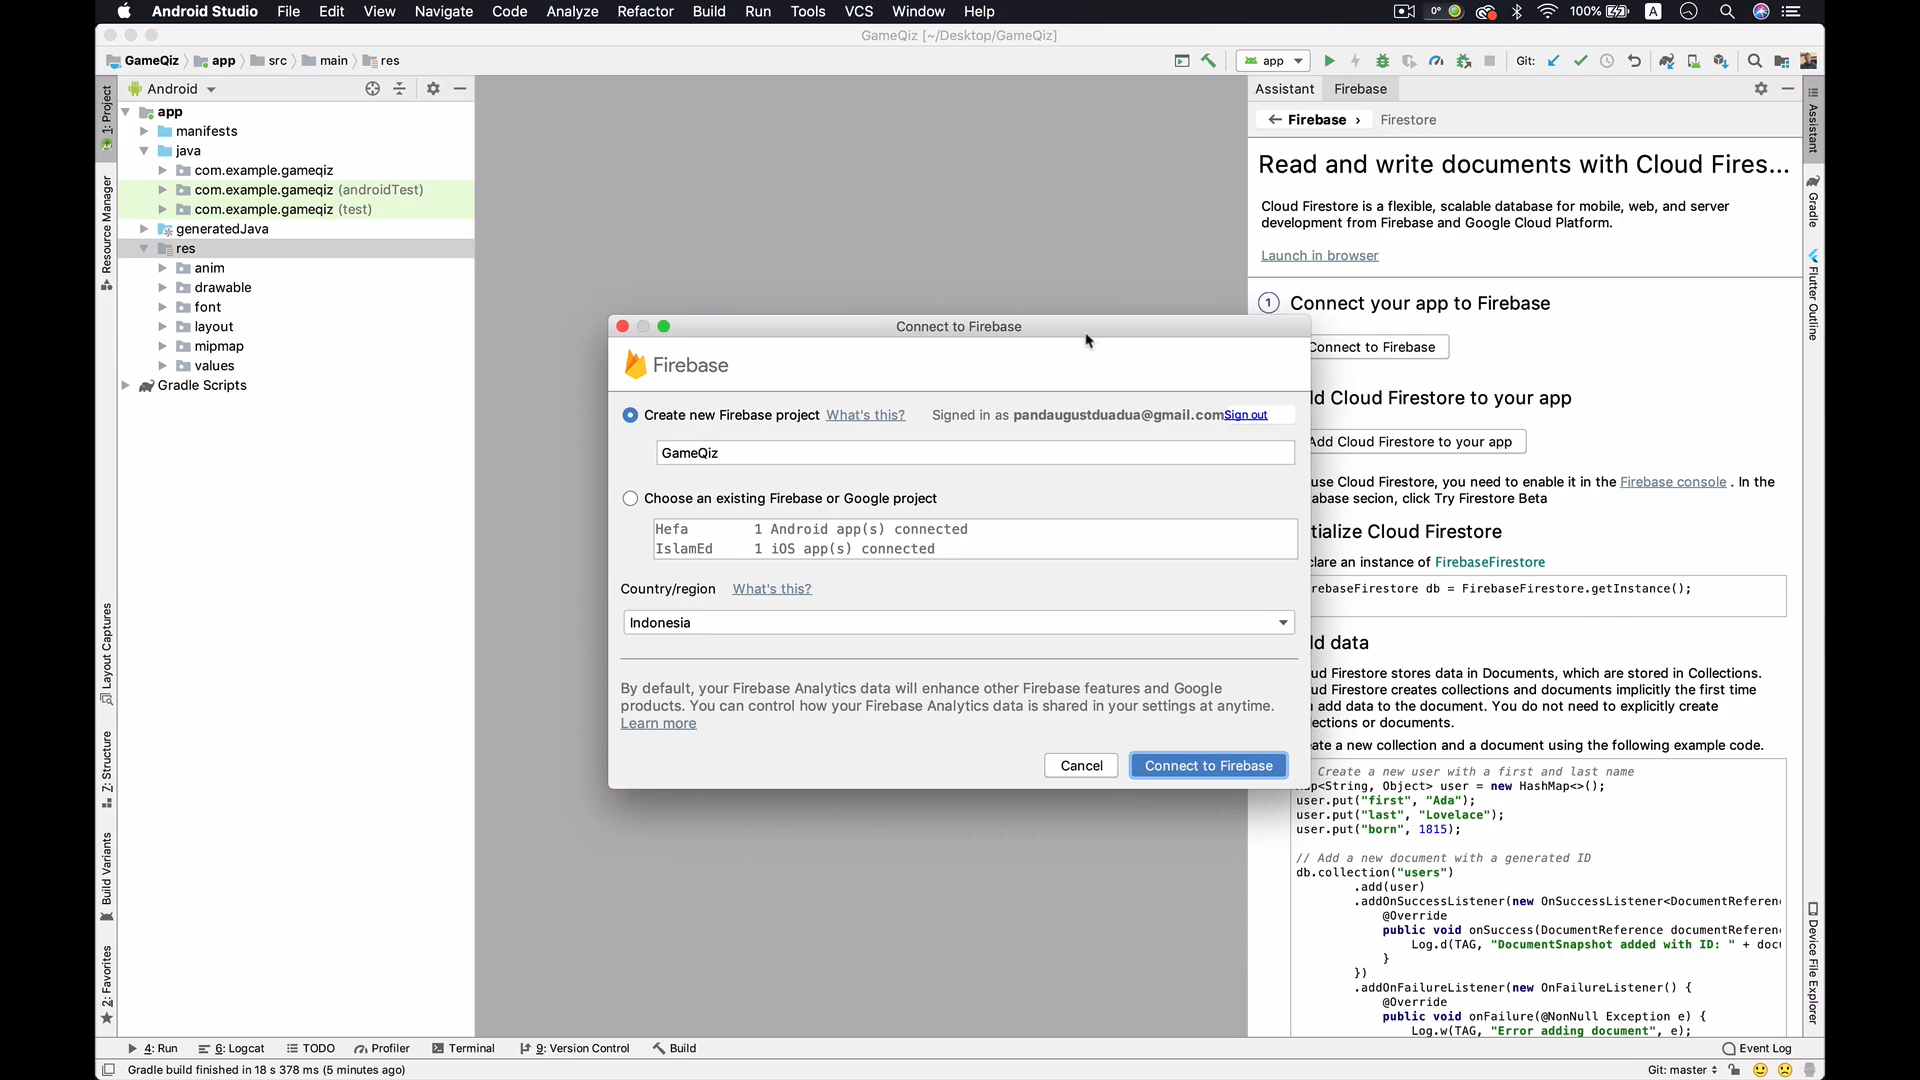 Android Studio File Edit View Navigate Code Analyze Refactor Build Run Tools VCS Window Help 0° 100% A
GameQiz [~/Desktop/GameQiz]
GameQiz app src main res app Git:
1: Project
Resource Manager
Layout Captures
Z: Structure
Build Variants
2: Favorites
Android
app
manifests
java
com.example.gameqiz
com.example.gameqiz (androidTest)
com.example.gameqiz (test)
generatedJava
res
anim
drawable
font
layout
mipmap
values
Gradle Scripts
Connect to Firebase
Firebase
Create new Firebase project What's this? Signed in as pandaugustduadua@gmail.com Sign out
GameQiz
Choose an existing Firebase or Google project
Hefa 1 Android app(s) connected
IslamEd 1 iOS app(s) connected
Country/region What's this?
Indonesia
By default, your Firebase Analytics data will enhance other Firebase features and Google
products. You can control how your Firebase Analytics data is shared in your settings at anytime.
Learn more
Cancel Connect to Firebase
Assistant Firebase
Firebase › Firestore
Read and write documents with Cloud Fires...
Cloud Firestore is a flexible, scalable database for mobile, web, and server
development from Firebase and Google Cloud Platform.
Launch in browser
1 Connect your app to Firebase
Connect to Firebase
ld Cloud Firestore to your app
Add Cloud Firestore to your app
use Cloud Firestore, you need to enable it in the Firebase console . In the
abase secion, click Try Firestore Beta
tialize Cloud Firestore
clare an instance of FirebaseFirestore
rebaseFirestore db = FirebaseFirestore.getInstance();
ld data
ud Firestore stores data in Documents, which are stored in Collections.
ud Firestore creates collections and documents implicitly the first time
add data to the document. You do not need to explicitly create
lections or documents.
eate a new collection and a document using the following example code.
Create a new user with a first and last name
Map<String, Object> user = new HashMap<>();
user.put("first", "Ada");
user.put("last", "Lovelace");
user.put("born", 1815);
// Add a new document with a generated ID
db.collection("users")
.add(user)
.addOnSuccessListener(new OnSuccessListener<DocumentReferen
@Override
public void onSuccess(DocumentReference documentReferen
Log.d(TAG, "DocumentSnapshot added with ID: " + docu
}
})
.addOnFailureListener(new OnFailureListener() {
@Override
public void onFailure(@NonNull Exception e) {
Log.w(TAG, "Error adding document", e);
Assistant
Gradle
Flutter Outline
Device File Explorer
4: Run 6: Logcat TODO Profiler Terminal 9: Version Control Build Event Log
Gradle build finished in 18 s 378 ms (5 minutes ago) Git: master